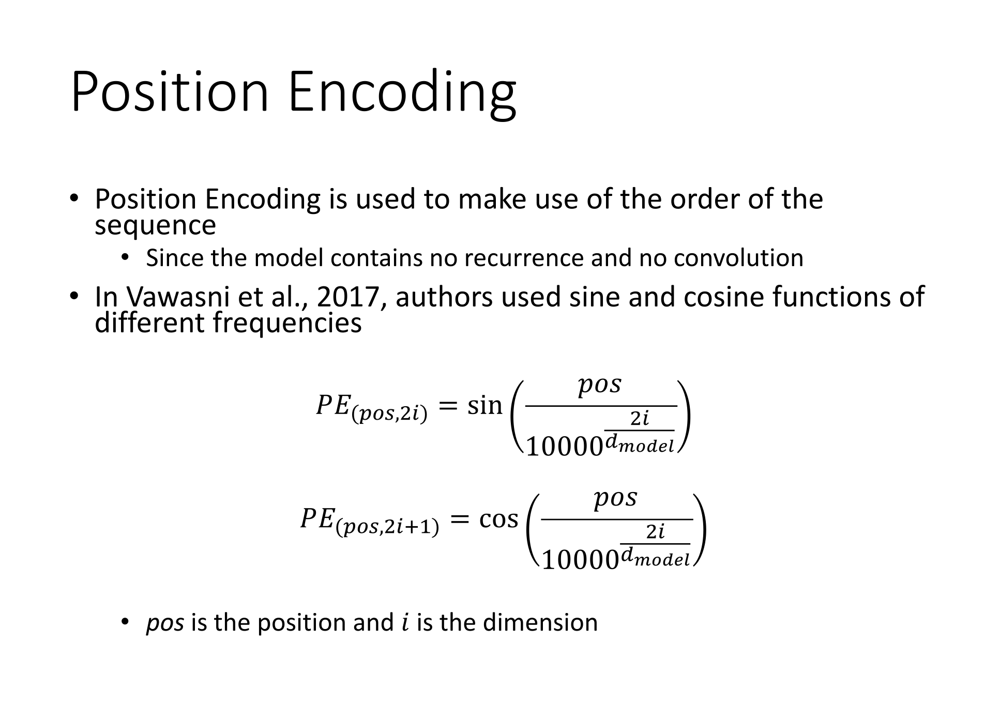 Position Encoding
• Position Encoding is used to make use of the order of the
sequence
• Since the model contains no recurrence and no convolution
• In Vawasni et al., 2017, authors used sine and cosine functions of
different frequencies
$PE_{(pos,2i)} = \sin\left(\frac{pos}{10000^{\frac{2i}{d_{model}}}}\right)$
$PE_{(pos,2i+1)} = \cos\left(\frac{pos}{10000^{\frac{2i}{d_{model}}}}\right)$
• pos is the position and i is the dimension